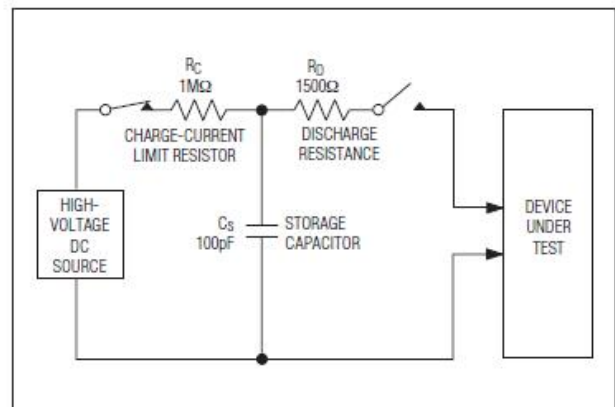 RC
1MΩ
CHARGE-CURRENT
LIMIT RESISTOR
RD
1500Ω
DISCHARGE
RESISTANCE
HIGH-
VOLTAGE
DC
SOURCE
CS
100pF
STORAGE
CAPACITOR
DEVICE
UNDER
TEST